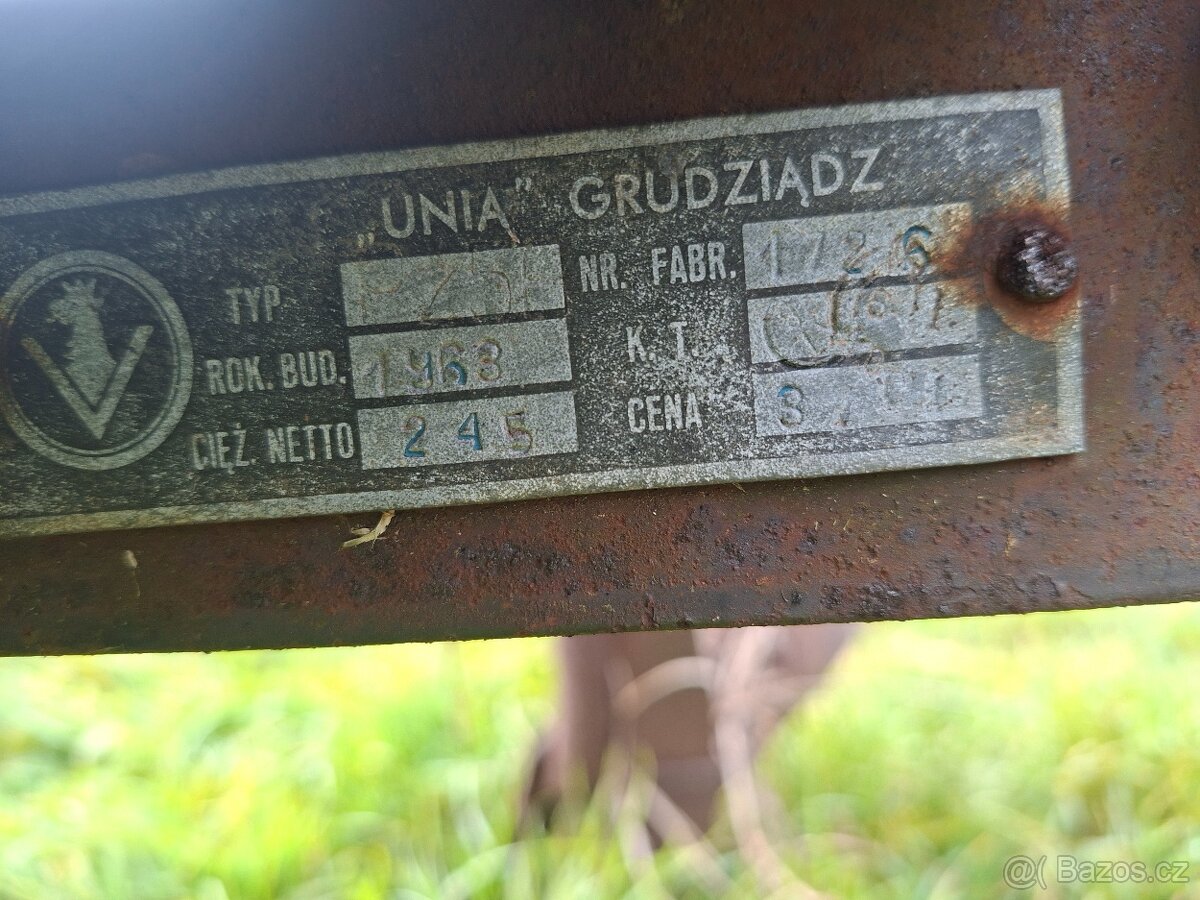 „UNIA" GRUDZIĄDZ
TYP NR. FABR. 1726
ROK. BUD. 1968 K. T.
CIĘŻ. NETTO 245 CENA
@( Bazos.cz